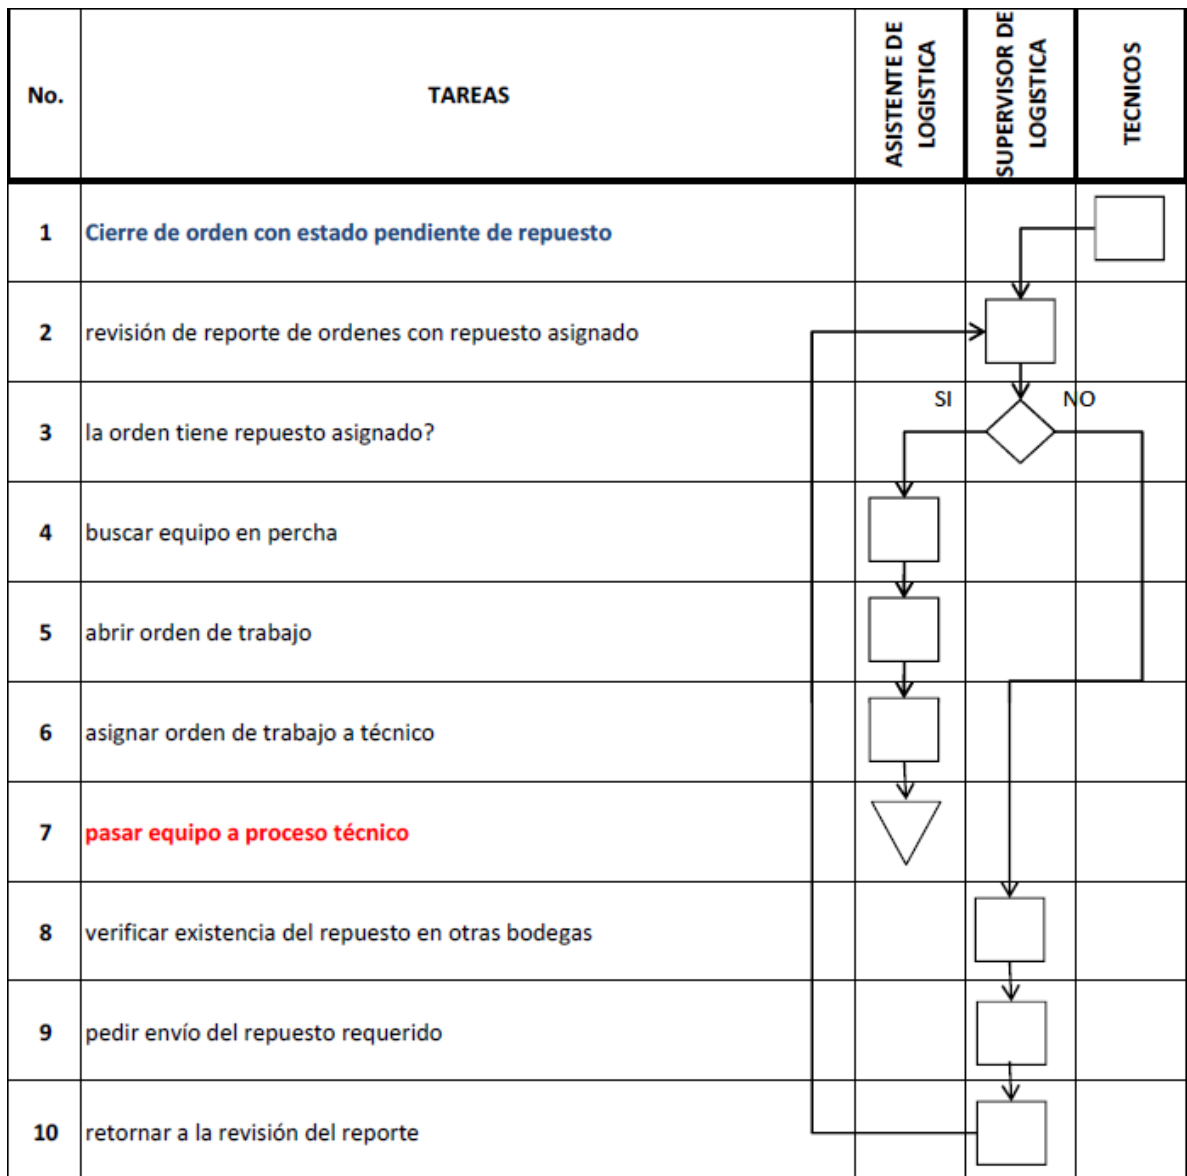 No.
TAREAS
ASISTENTE DE
LOGISTICA
SUPERVISOR DE
LOGISTICA
TECNICOS
1 Cierre de orden con estado pendiente de repuesto
2 revisión de reporte de ordenes con repuesto asignado
SI NO
3 la orden tiene repuesto asignado?
4 buscar equipo en percha
5 abrir orden de trabajo
6 asignar orden de trabajo a técnico
7 pasar equipo a proceso técnico
8 verificar existencia del repuesto en otras bodegas
9 pedir envío del repuesto requerido
10 retornar a la revisión del reporte